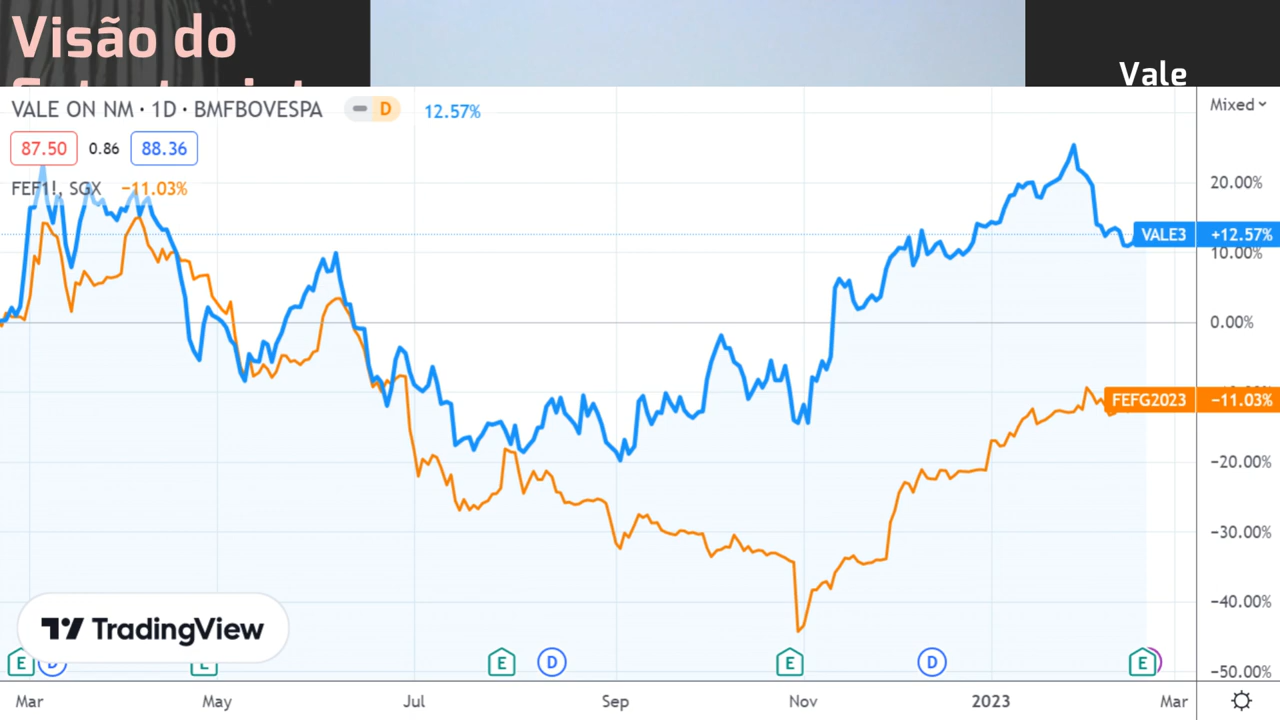 Visão do
Vale
VALE ON NM · 1D · BMFBOVESPA
D
12.57%
Mixed
87.50
0.86
88.36
FEF1!, SGX
−11.03%
20.00%
VALE3
+12.57%
10.00%
0.00%
FEFG2023
−11.03%
−20.00%
−30.00%
−40.00%
−50.00%
TradingView
E
D
E
E
D
E
D
E
Mar
May
Jul
Sep
Nov
2023
Mar